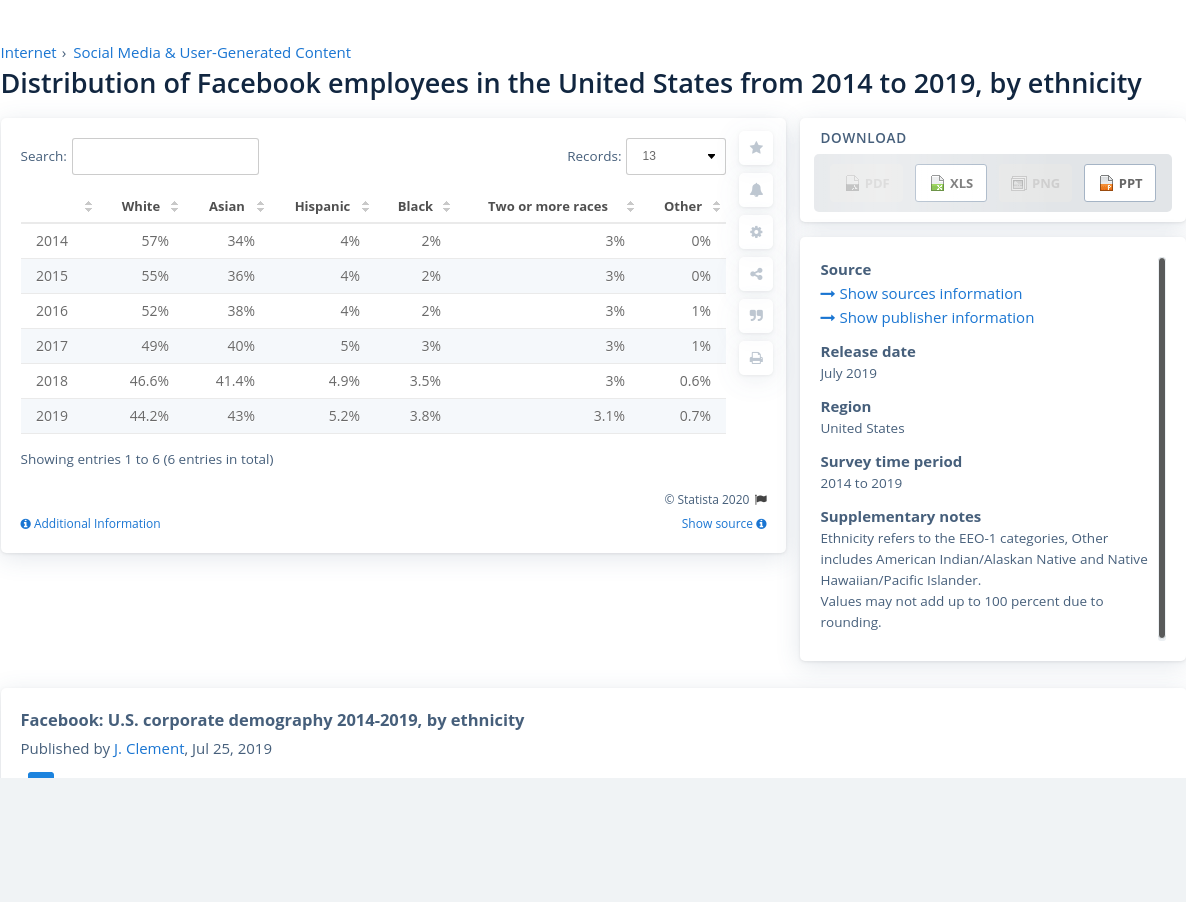 Internet › Social Media & User-Generated Content
Distribution of Facebook employees in the United States from 2014 to 2019, by ethnicity
Search:
Records: 13
White Asian Hispanic Black Two or more races Other
2014 57% 34% 4% 2% 3% 0%
2015 55% 36% 4% 2% 3% 0%
2016 52% 38% 4% 2% 3% 1%
2017 49% 40% 5% 3% 3% 1%
2018 46.6% 41.4% 4.9% 3.5% 3% 0.6%
2019 44.2% 43% 5.2% 3.8% 3.1% 0.7%
Showing entries 1 to 6 (6 entries in total)
© Statista 2020
Additional Information
Show source
DOWNLOAD
PDF XLS PNG PPT
Source
Show sources information
Show publisher information
Release date
July 2019
Region
United States
Survey time period
2014 to 2019
Supplementary notes
Ethnicity refers to the EEO-1 categories, Other
includes American Indian/Alaskan Native and Native
Hawaiian/Pacific Islander.
Values may not add up to 100 percent due to
rounding.
Facebook: U.S. corporate demography 2014-2019, by ethnicity
Published by J. Clement, Jul 25, 2019